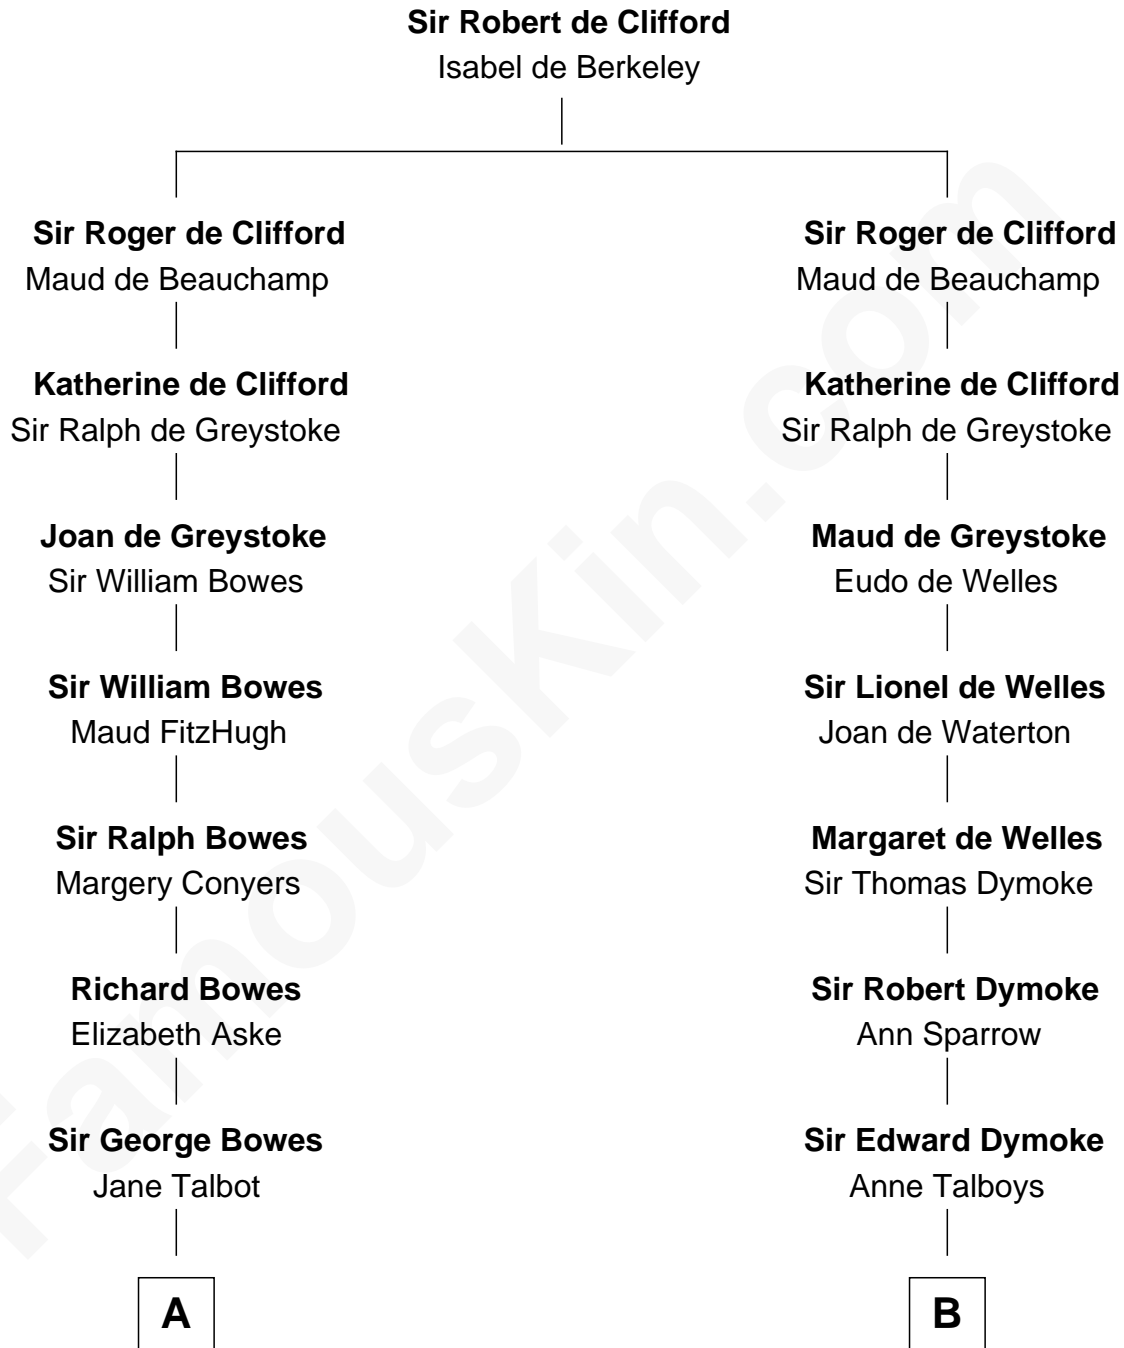 Sir Robert de Clifford
Isabel de Berkeley
Sir Roger de Clifford
Maud de Beauchamp
Katherine de Clifford
Sir Ralph de Greystoke
Joan de Greystoke
Sir William Bowes
Sir William Bowes
Maud FitzHugh
Sir Ralph Bowes
Margery Conyers
Richard Bowes
Elizabeth Aske
Sir George Bowes
Jane Talbot
A
Sir Roger de Clifford
Maud de Beauchamp
Katherine de Clifford
Sir Ralph de Greystoke
Maud de Greystoke
Eudo de Welles
Sir Lionel de Welles
Joan de Waterton
Margaret de Welles
Sir Thomas Dymoke
Sir Robert Dymoke
Ann Sparrow
Sir Edward Dymoke
Anne Talboys
B
FamousKin.com